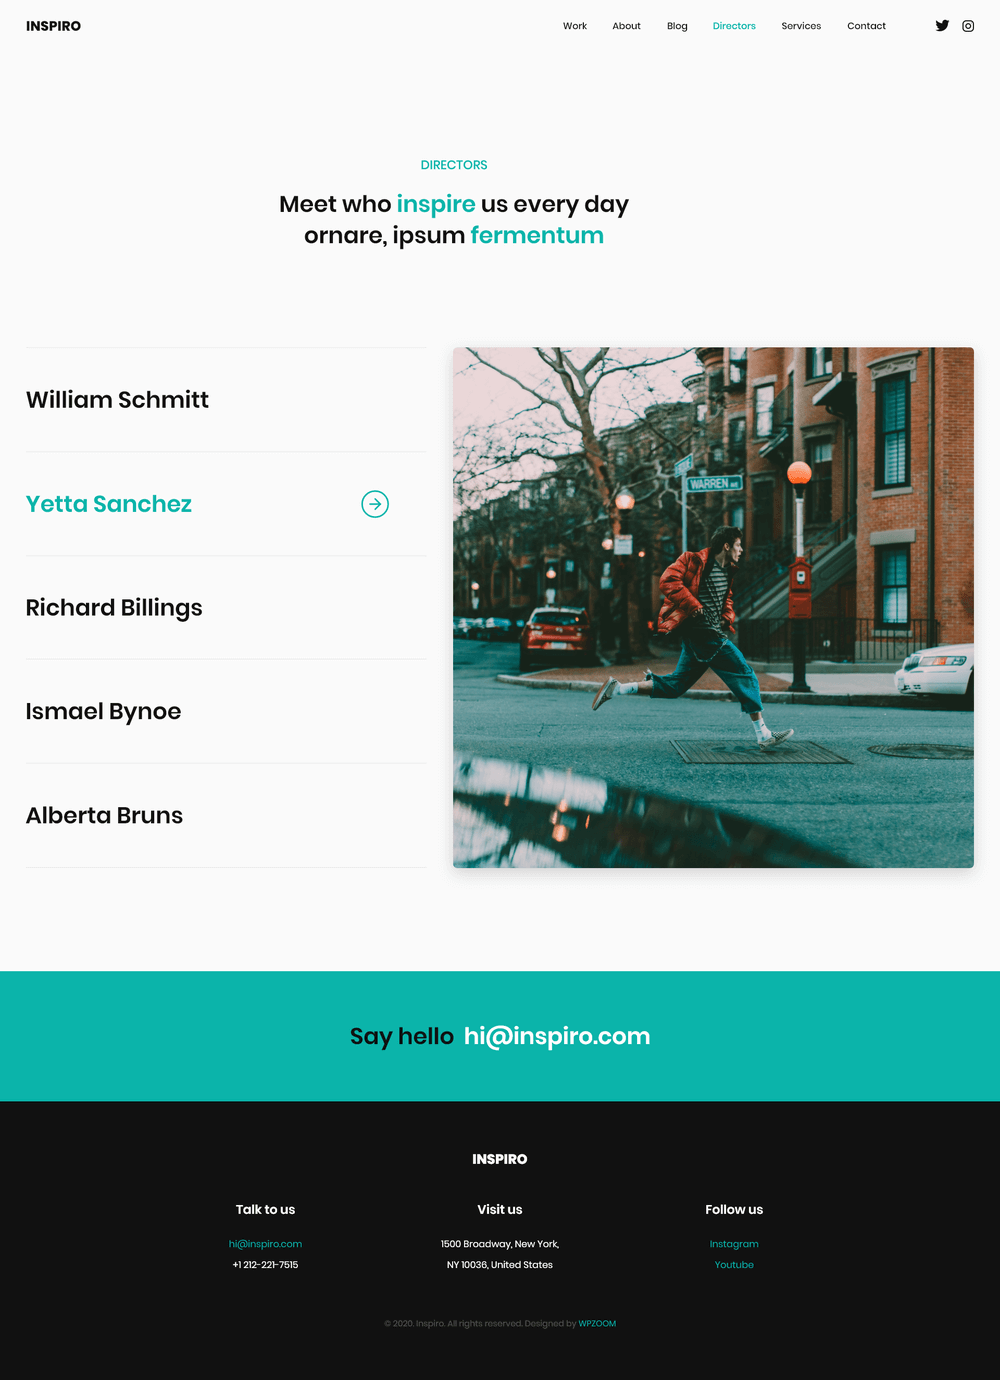 INSPIRO
Work About Blog Directors Services Contact
DIRECTORS
Meet who inspire us every day
ornare, ipsum fermentum
William Schmitt
Yetta Sanchez
Richard Billings
Ismael Bynoe
Alberta Bruns
WARREN AVE
Say hello hi@inspiro.com
INSPIRO
Talk to us
hi@inspiro.com
+1 212-221-7515
Visit us
1500 Broadway, New York,
NY 10036, United States
Follow us
Instagram
Youtube
© 2020. Inspiro. All rights reserved. Designed by WPZOOM